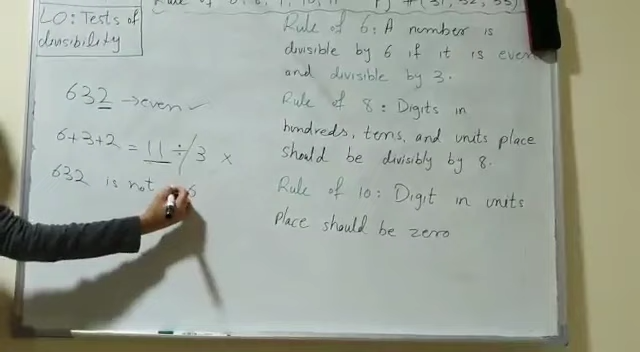 LO: Tests of
divisibility
632 → even ✓
6+3+2 = 11 ÷ 3 ×
632 is not 6
Rule of 6: A number is
divisible by 6 if it is even
and divisible by 3.
Rule of 8: Digits in
hundreds, tens, and units place
should be divisibly by 8.
Rule of 10: Digit in units
place should be zero